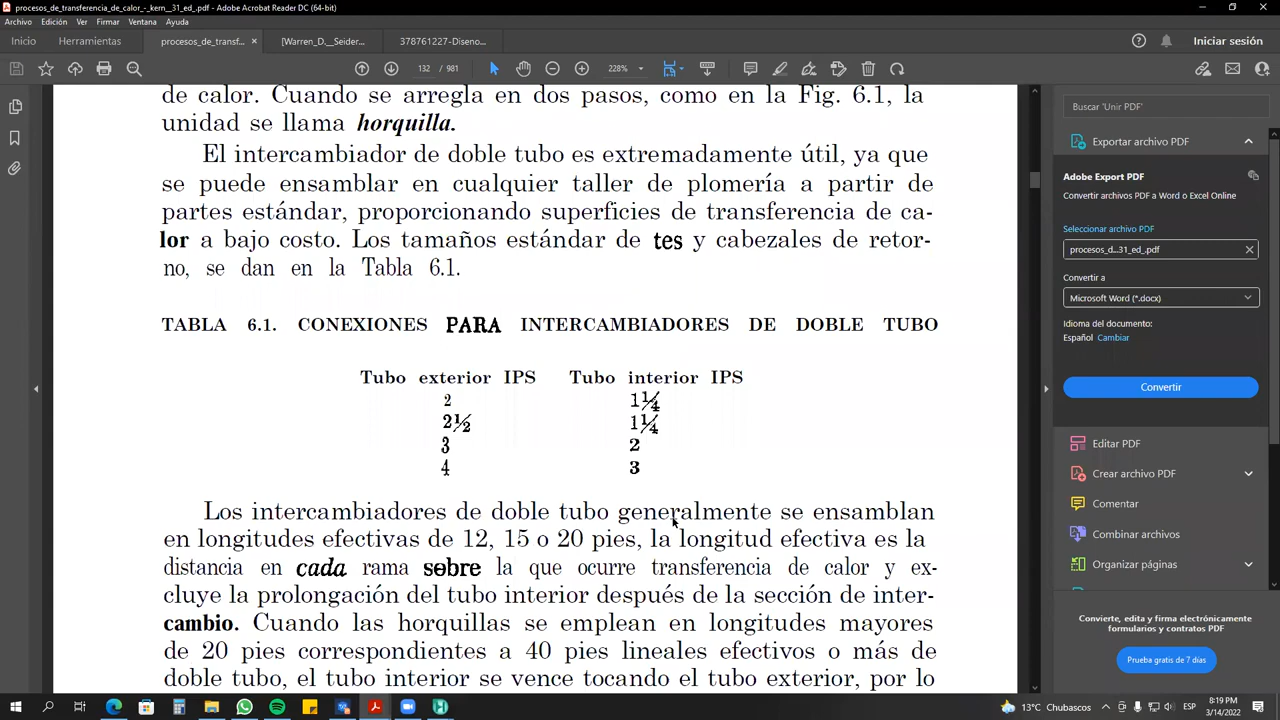 procesos_de_transferencia_de_calor_-_kern__31_ed_.pdf - Adobe Acrobat Reader DC (64-bit)
Archivo Edición Ver Firmar Ventana Ayuda
Inicio Herramientas procesos_de_transf... [Warren_D.__Seider... 378761227-Diseno... Iniciar sesión
132 / 981 228%
de calor. Cuando se arregla en dos pasos, como en la Fig. 6.1, la
unidad se llama horquilla.
El intercambiador de doble tubo es extremadamente útil, ya que
se puede ensamblar en cualquier taller de plomería a partir de
partes estándar, proporcionando superficies de transferencia de ca-
lor a bajo costo. Los tamaños estándar de tes y cabezales de retor-
no, se dan en la Tabla 6.1.
TABLA 6.1. CONEXIONES PARA INTERCAMBIADORES DE DOBLE TUBO
Tubo exterior IPS Tubo interior IPS
2 1¼
2½ 1¼
3 2
4 3
Los intercambiadores de doble tubo generalmente se ensamblan
en longitudes efectivas de 12, 15 o 20 pies, la longitud efectiva es la
distancia en cada rama sobre la que ocurre transferencia de calor y ex-
cluye la prolongación del tubo interior después de la sección de inter-
cambio. Cuando las horquillas se emplean en longitudes mayores
de 20 pies correspondientes a 40 pies lineales efectivos o más de
doble tubo, el tubo interior se vence tocando el tubo exterior, por lo
Buscar 'Unir PDF'
Exportar archivo PDF
Adobe Export PDF
Convertir archivos PDF a Word o Excel Online
Seleccionar archivo PDF
procesos_d...31_ed_.pdf
Convertir a
Microsoft Word (*.docx)
Idioma del documento:
Español Cambiar
Convertir
Editar PDF
Crear archivo PDF
Comentar
Combinar archivos
Organizar páginas
Convierte, edita y firma electrónicamente
formularios y contratos PDF
Prueba gratis de 7 días
13°C Chubascos ESP 8:19 PM
3/14/2022